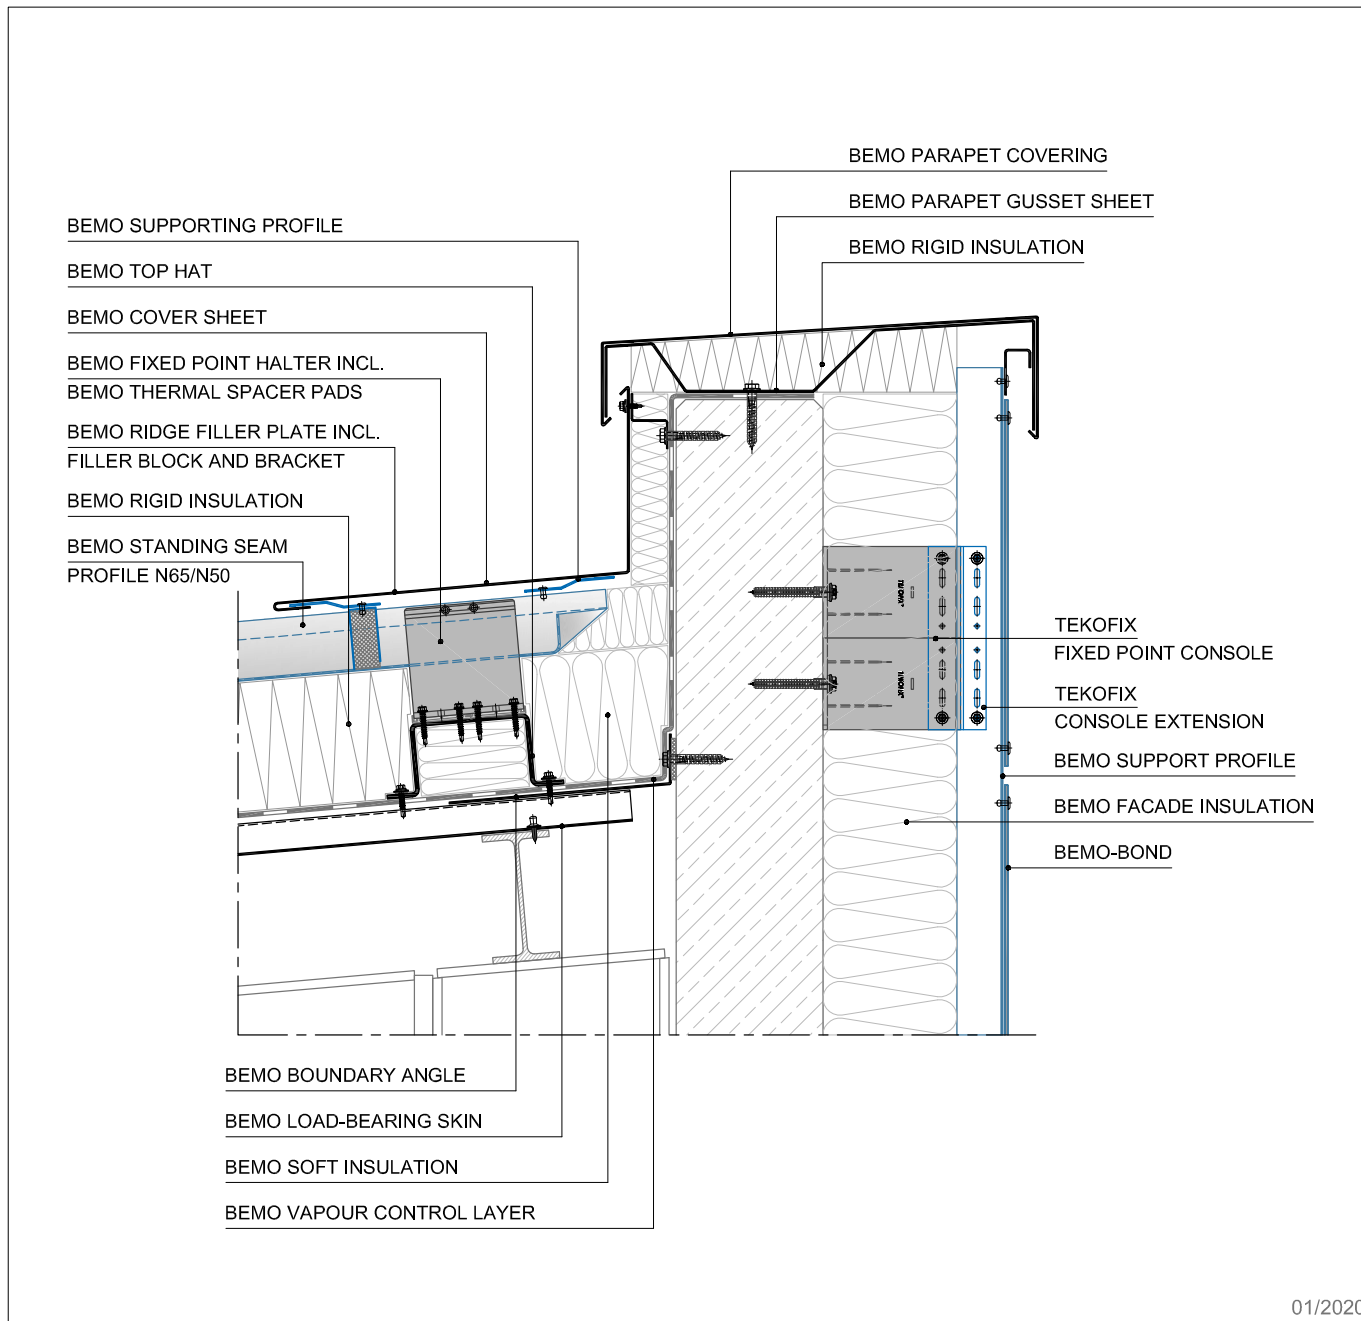 BEMO PARAPET COVERING
BEMO PARAPET GUSSET SHEET
BEMO RIGID INSULATION
BEMO SUPPORTING PROFILE
BEMO TOP HAT
BEMO COVER SHEET
BEMO FIXED POINT HALTER INCL.
BEMO THERMAL SPACER PADS
BEMO RIDGE FILLER PLATE INCL.
FILLER BLOCK AND BRACKET
BEMO RIGID INSULATION
BEMO STANDING SEAM
PROFILE N65/N50
TEKOFIX
FIXED POINT CONSOLE
TEKOFIX
CONSOLE EXTENSION
BEMO SUPPORT PROFILE
BEMO FACADE INSULATION
BEMO-BOND
BEMO BOUNDARY ANGLE
BEMO LOAD-BEARING SKIN
BEMO SOFT INSULATION
BEMO VAPOUR CONTROL LAYER
01/2020